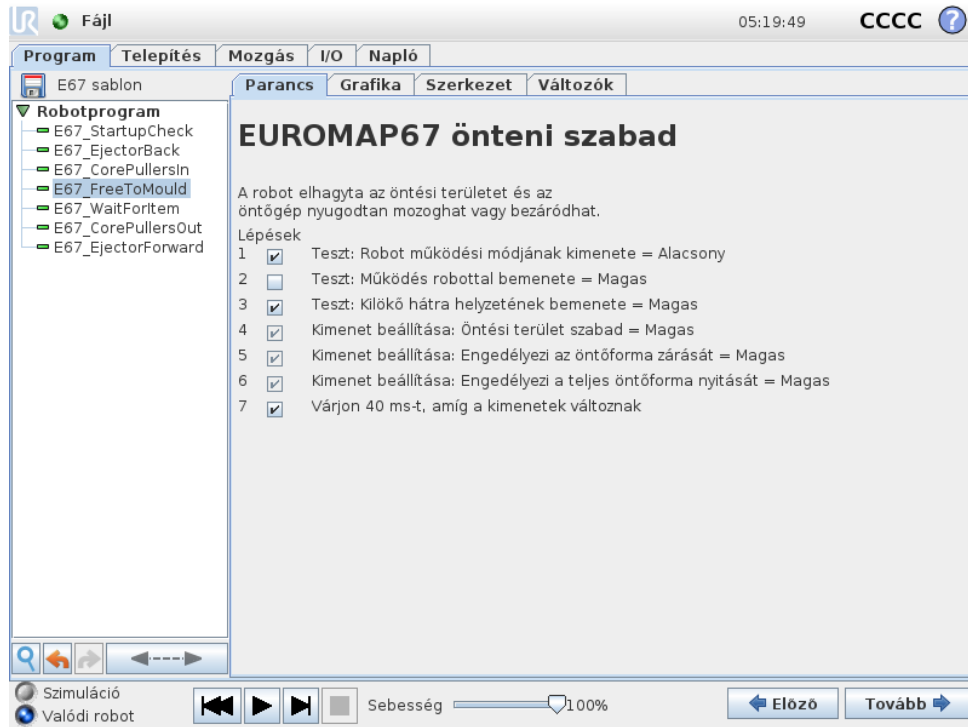 UR Fájl 05:19:49 CCCC ?
Program Telepítés Mozgás I/O Napló
E67 sablon
Parancs Grafika Szerkezet Változók
Robotprogram
E67_StartupCheck
E67_EjectorBack
E67_CorePullersIn
E67_FreeToMould
E67_WaitForItem
E67_CorePullersOut
E67_EjectorForward
EUROMAP67 önteni szabad
A robot elhagyta az öntési területet és az
öntőgép nyugodtan mozoghat vagy bezáródhat.
Lépések
1 Teszt: Robot működési módjának kimenete = Alacsony
2 Teszt: Működés robottal bemenete = Magas
3 Teszt: Kilökő hátra helyzetének bemenete = Magas
4 Kimenet beállítása: Öntési terület szabad = Magas
5 Kimenet beállítása: Engedélyezi az öntőforma zárását = Magas
6 Kimenet beállítása: Engedélyezi a teljes öntőforma nyitását = Magas
7 Várjon 40 ms-t, amíg a kimenetek változnak
Szimuláció
Valódi robot
Sebesség 100%
Előző Tovább